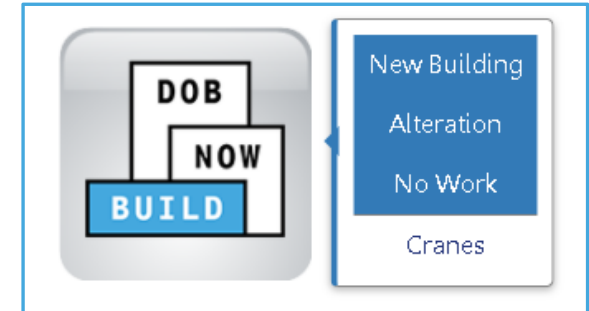 DOB
NOW
BUILD
New Building
Alteration
No Work
Cranes